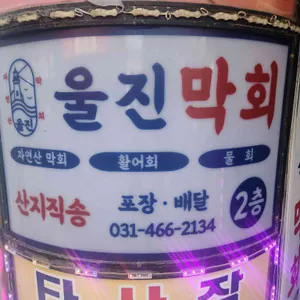 울진막회
울진
자연산 막회 활어회 물 회
산지직송
포장·배달
031-466-2134
2층